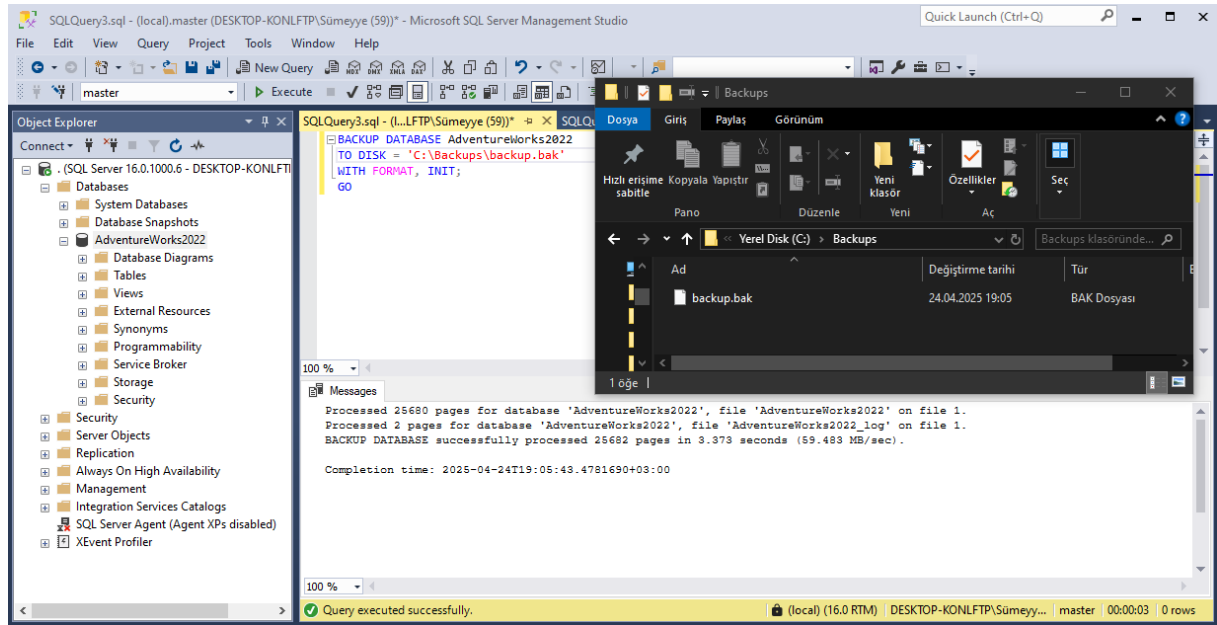 SQLQuery3.sql - (local).master (DESKTOP-KONLFTP\Sümeyye (59))* - Microsoft SQL Server Management Studio
Quick Launch (Ctrl+Q)
File Edit View Query Project Tools Window Help
New Query
master
Execute
Object Explorer
Connect
. (SQL Server 16.0.1000.6 - DESKTOP-KONLFT
Databases
System Databases
Database Snapshots
AdventureWorks2022
Database Diagrams
Tables
Views
External Resources
Synonyms
Programmability
Service Broker
Storage
Security
Security
Server Objects
Replication
Always On High Availability
Management
Integration Services Catalogs
SQL Server Agent (Agent XPs disabled)
XEvent Profiler
SQLQuery3.sql - (l...LFTP\Sümeyye (59))*
SQLQu
BACKUP DATABASE AdventureWorks2022
TO DISK = 'C:\Backups\backup.bak'
WITH FORMAT, INIT;
GO
100 %
Backups
Dosya Giriş Paylaş Görünüm
Hızlı erişime sabitle
Kopyala
Yapıştır
Yeni klasör
Özellikler
Seç
Pano Düzenle Yeni Aç
« Yerel Disk (C:) › Backups
Backups klasöründe...
Ad Değiştirme tarihi Tür
backup.bak 24.04.2025 19:05 BAK Dosyası
1 öğe
Messages
Processed 25680 pages for database 'AdventureWorks2022', file 'AdventureWorks2022' on file 1.
Processed 2 pages for database 'AdventureWorks2022', file 'AdventureWorks2022_log' on file 1.
BACKUP DATABASE successfully processed 25682 pages in 3.373 seconds (59.483 MB/sec).
Completion time: 2025-04-24T19:05:43.4781690+03:00
100 %
Query executed successfully.
(local) (16.0 RTM)
DESKTOP-KONLFTP\Sümeyy...
master
00:00:03
0 rows